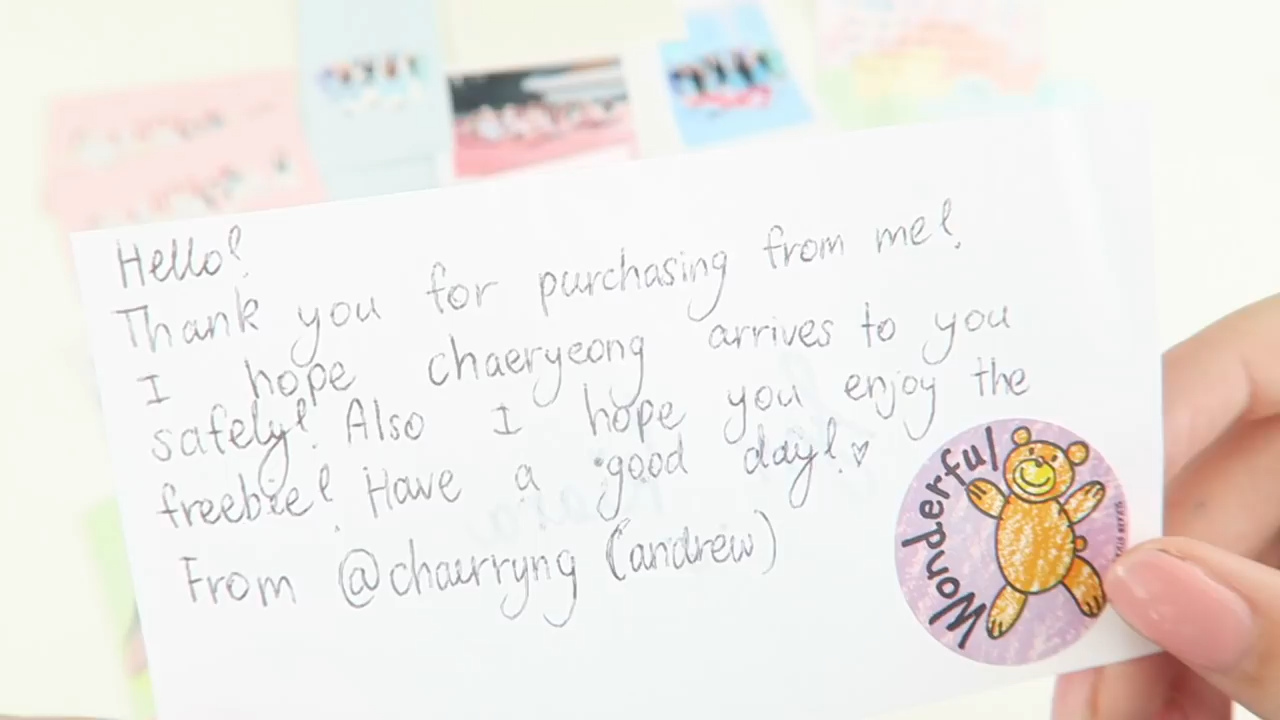 Hello!
Thank you for purchasing from me!
I hope chaeryeong arrives to you
safely! Also I hope you enjoy the
freebie! Have a good day! ♡
From @chaerryng (andrew)
Wonderful